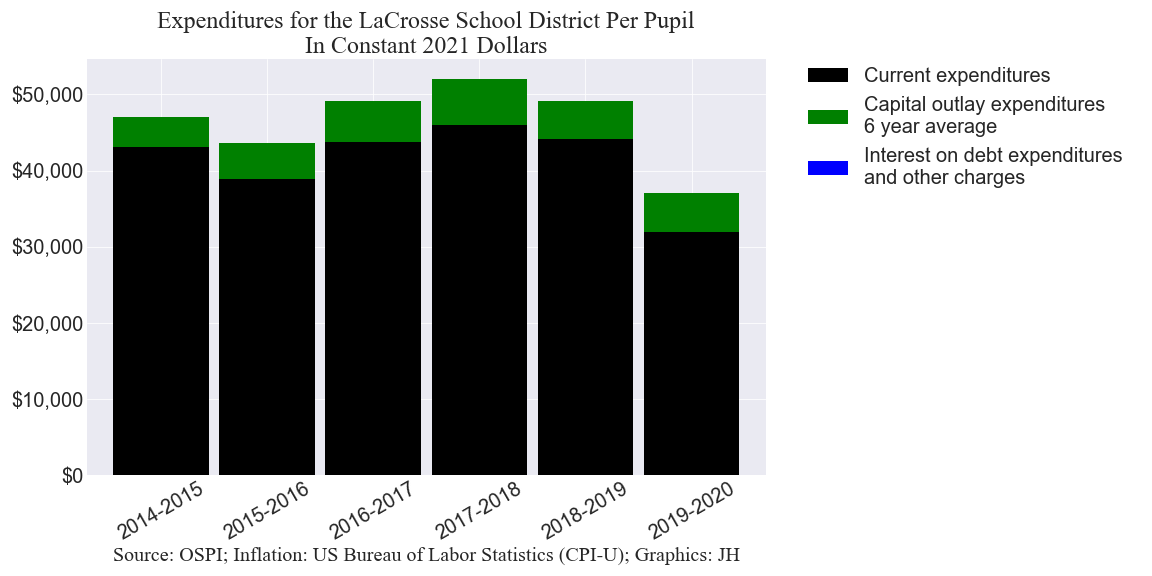 Expenditures for the LaCrosse School District Per Pupil
In Constant 2021 Dollars
Current expenditures
Capital outlay expenditures
6 year average
Interest on debt expenditures
and other charges
$50,000
$40,000
$30,000
$20,000
$10,000
$0
2014-2015
2015-2016
2016-2017
2017-2018
2018-2019
2019-2020
Source: OSPI; Inflation: US Bureau of Labor Statistics (CPI-U); Graphics: JH